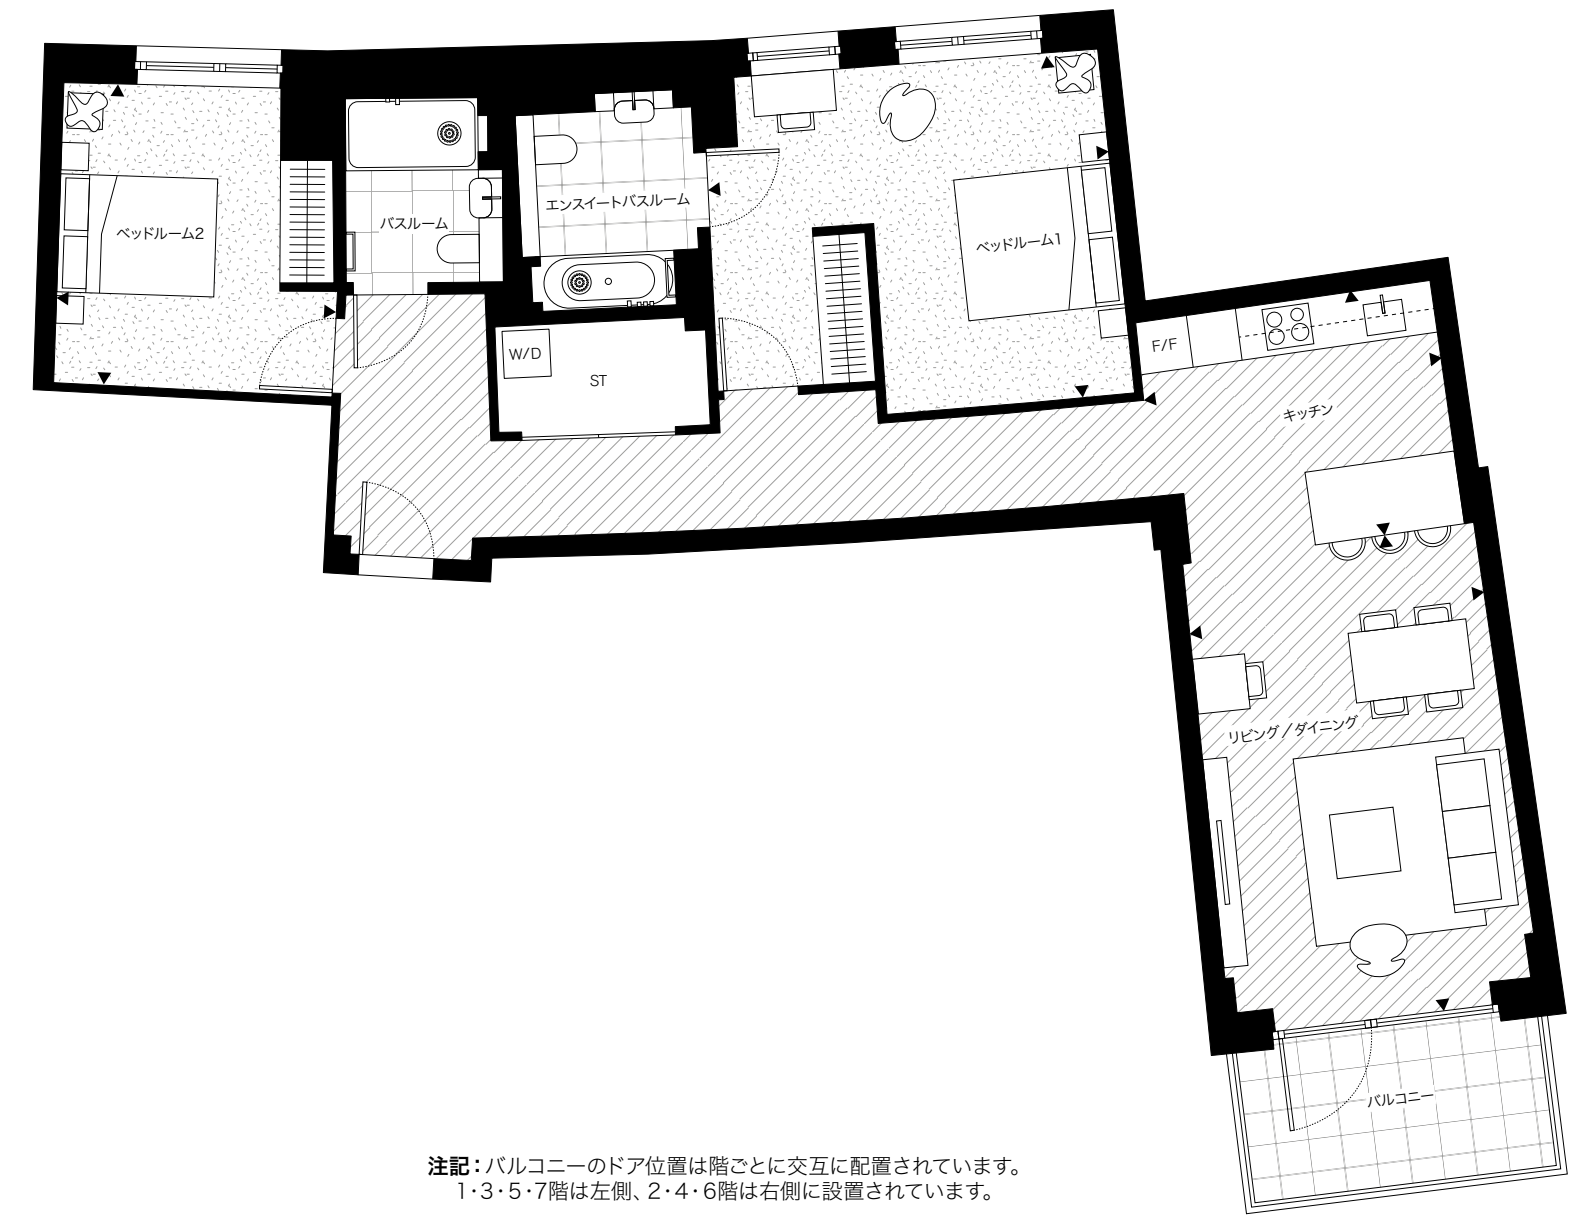 ベッドルーム2
バスルーム
エンスイートバスルーム
ベッドルーム1
W/D
ST
F/F
キッチン
リビング／ダイニング
バルコニー
注記：バルコニーのドア位置は階ごとに交互に配置されています。
1・3・5・7階は左側、2・4・6階は右側に設置されています。